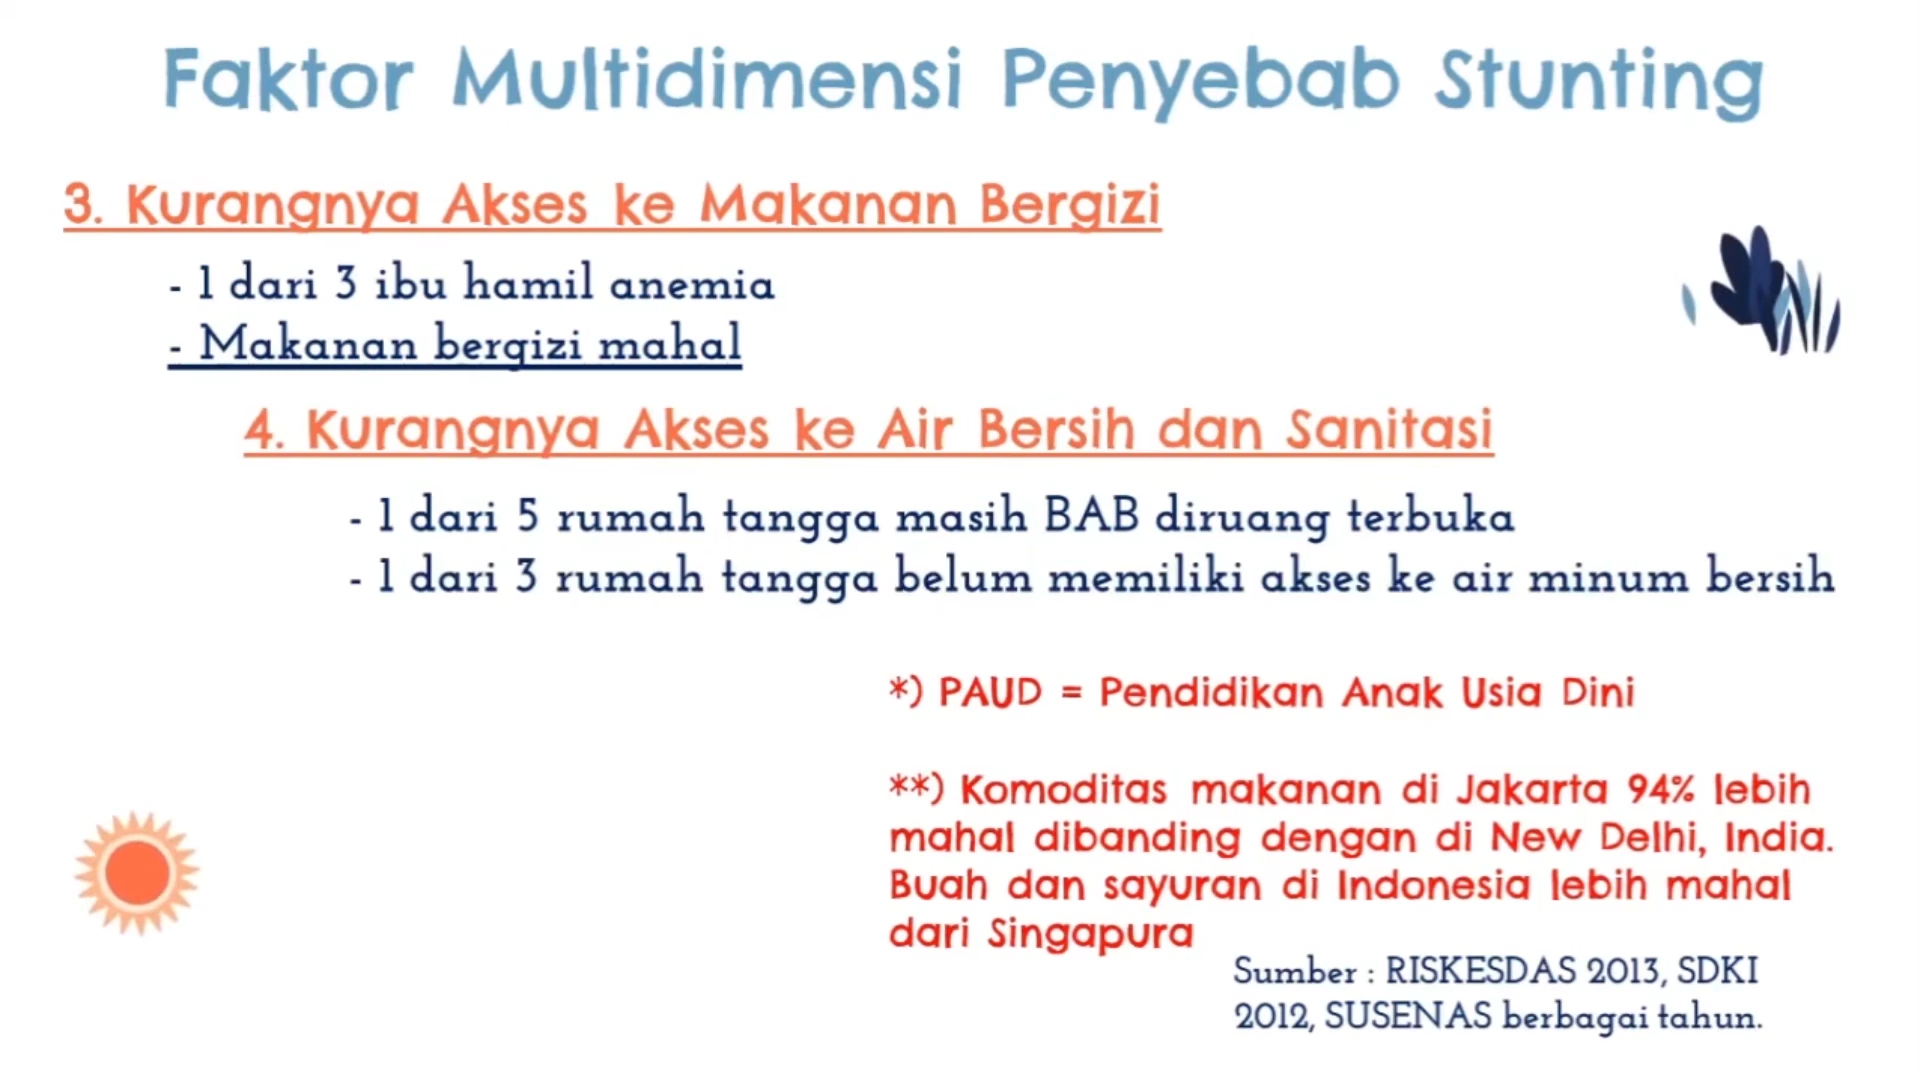 Faktor Multidimensi Penyebab Stunting
3. Kurangnya Akses ke Makanan Bergizi
- 1 dari 3 ibu hamil anemia
- Makanan bergizi mahal
4. Kurangnya Akses ke Air Bersih dan Sanitasi
- 1 dari 5 rumah tangga masih BAB diruang terbuka
- 1 dari 3 rumah tangga belum memiliki akses ke air minum bersih
*) PAUD = Pendidikan Anak Usia Dini
**) Komoditas makanan di Jakarta 94% lebih
mahal dibanding dengan di New Delhi, India.
Buah dan sayuran di Indonesia lebih mahal
dari Singapura
Sumber : RISKESDAS 2013, SDKI
2012, SUSENAS berbagai tahun.